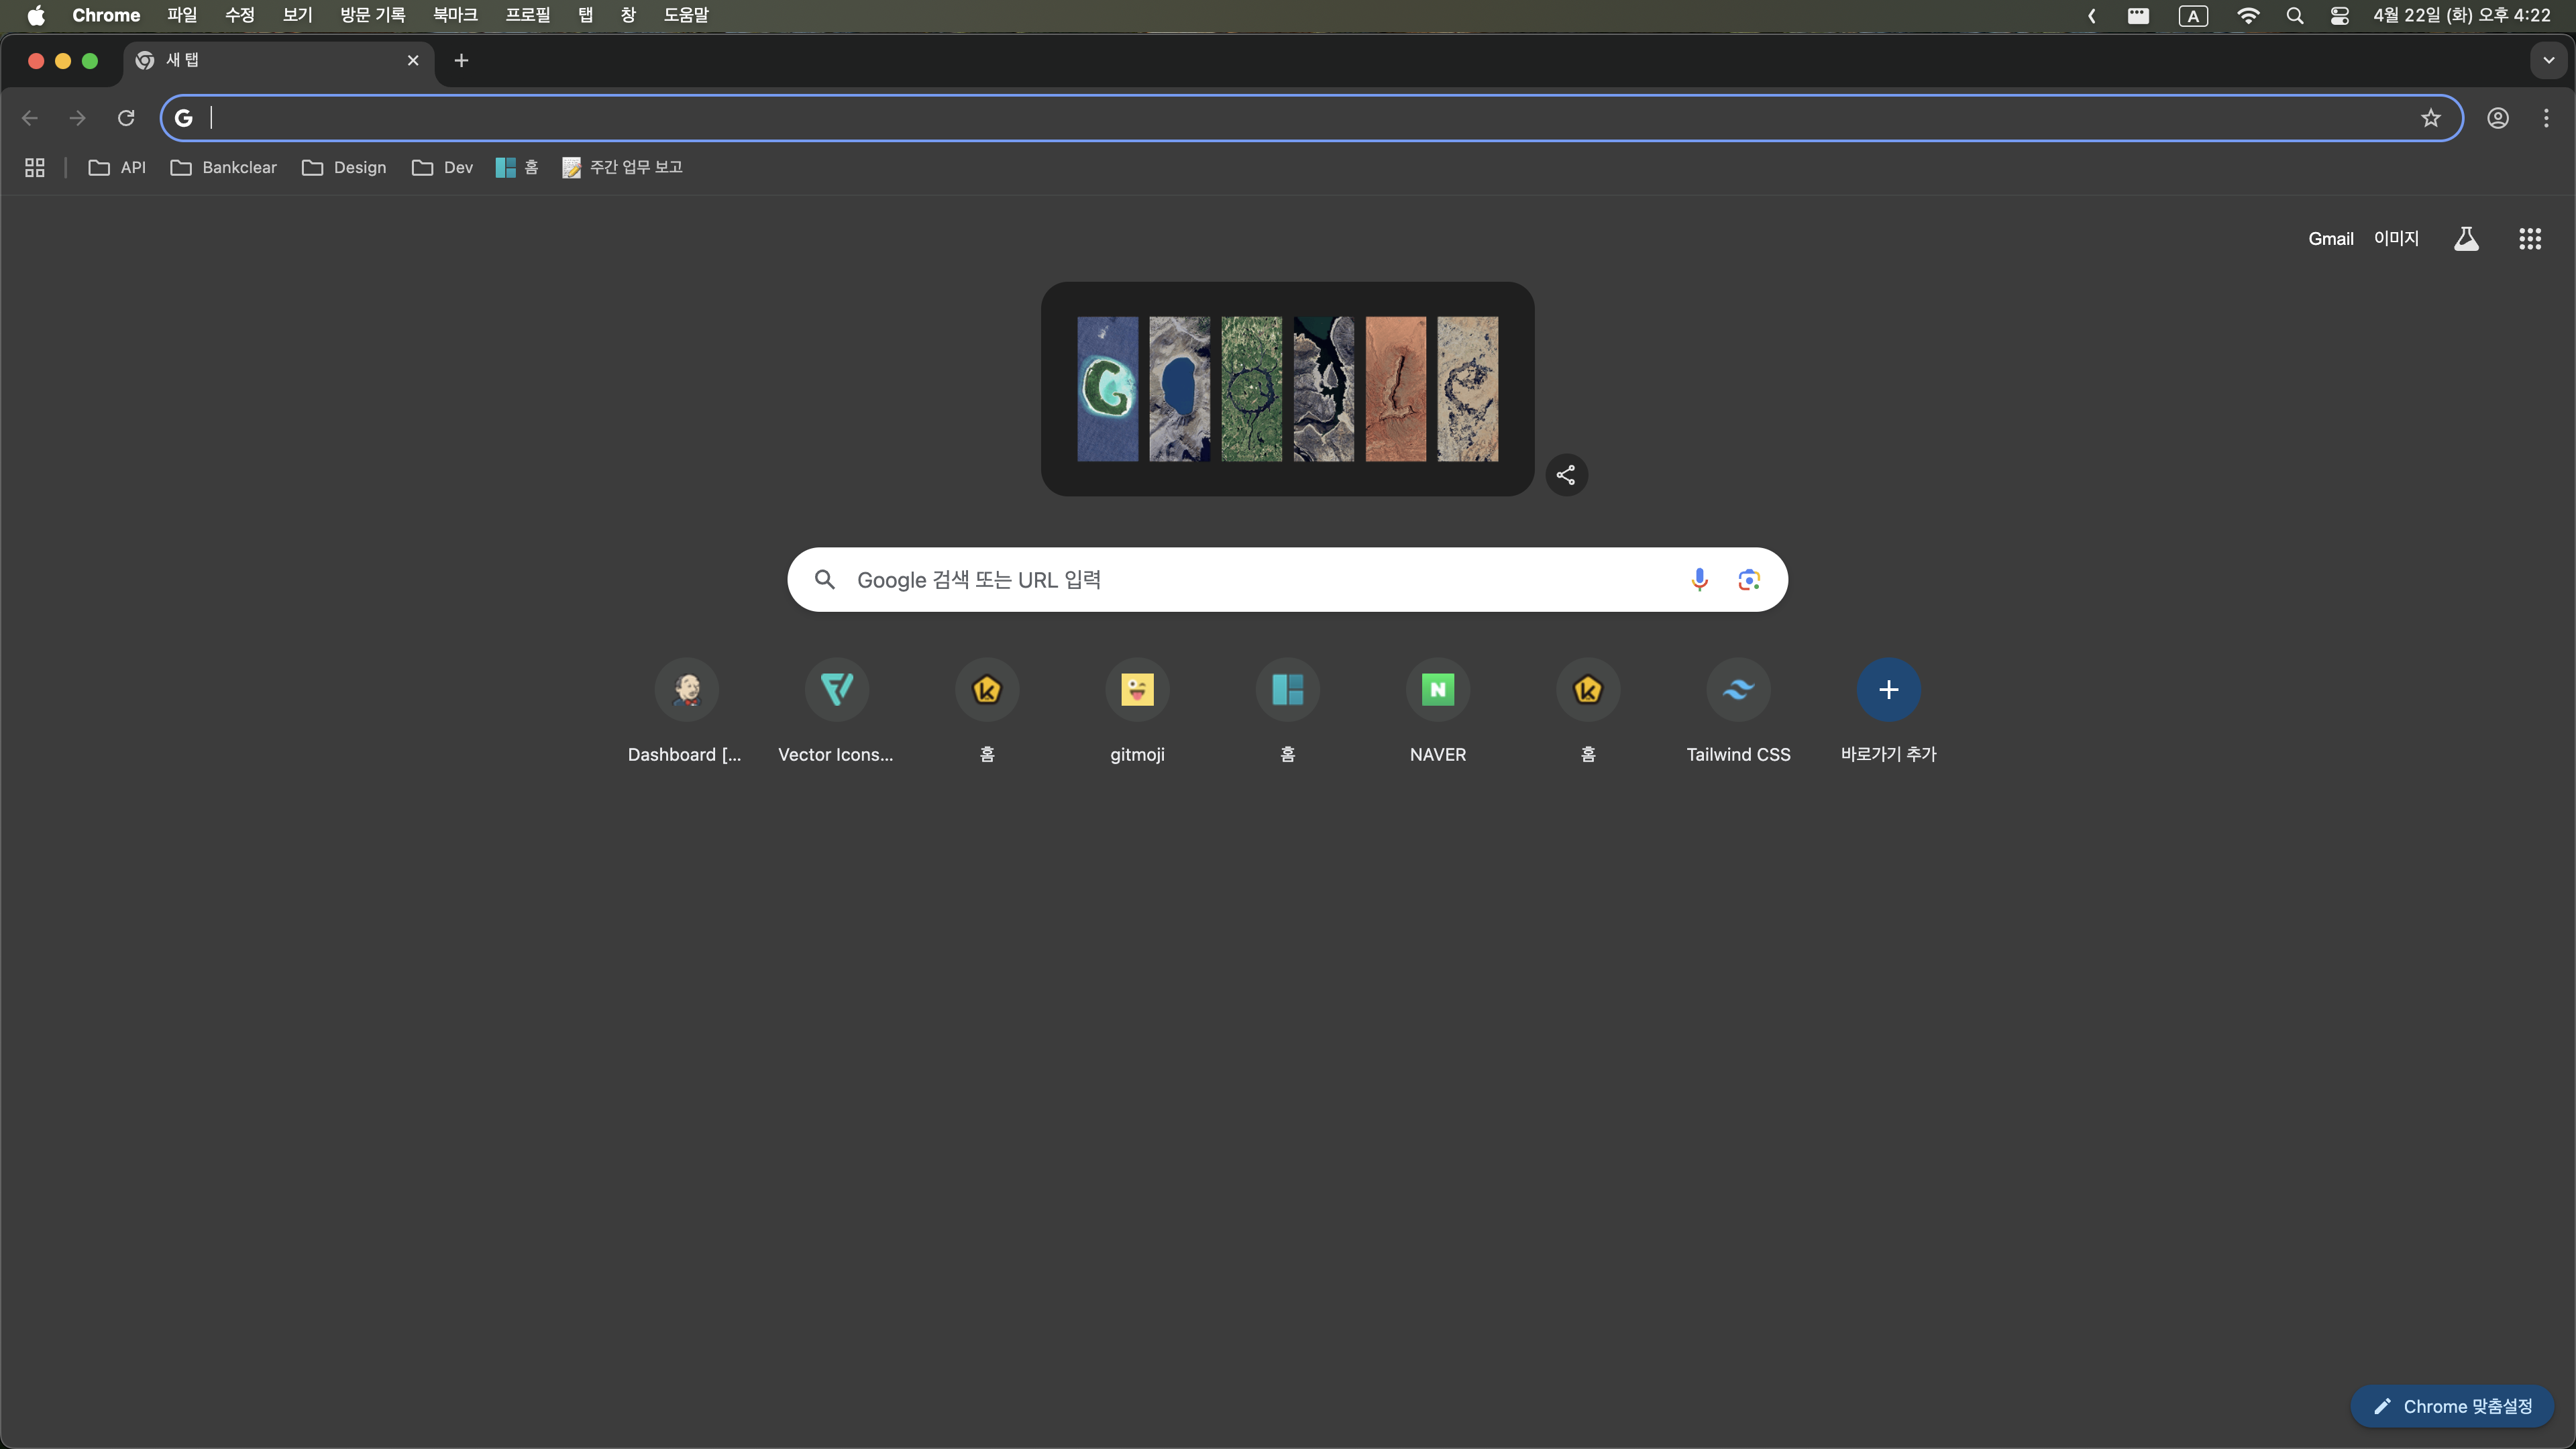 Chrome 파일 수정 보기 방문 기록 북마크 프로필 탭 창 도움말 A 4월 22일 (화) 오후 4:22
새 탭
G
API Bankclear Design Dev 홈 주간 업무 보고
Gmail 이미지
Google 검색 또는 URL 입력
Dashboard [... Vector Icons... 홈 gitmoji 홈 NAVER 홈 Tailwind CSS 바로가기 추가
Chrome 맞춤설정